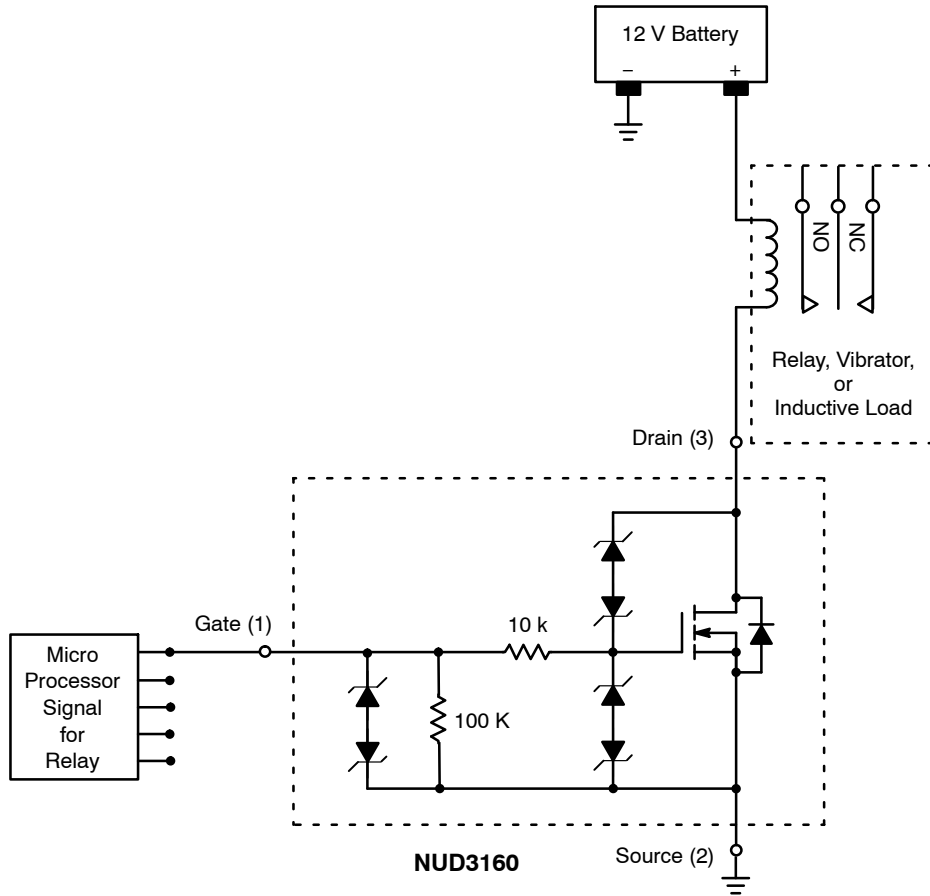 12 V Battery
– +
NO
NC
Relay, Vibrator,
or
Inductive Load
Drain (3)
Gate (1)
10 k
Micro
Processor
Signal
for
Relay
100 K
Source (2)
NUD3160